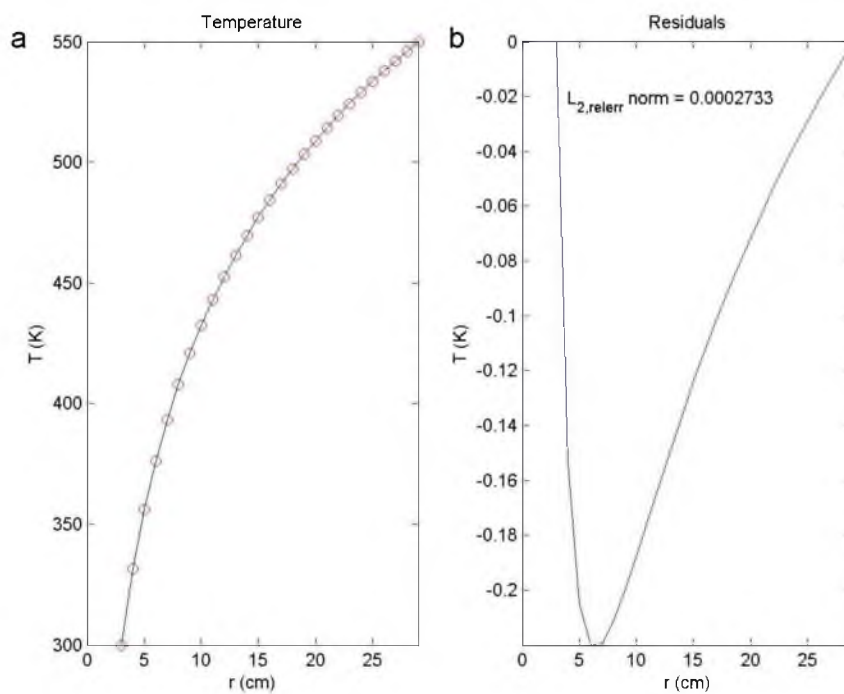 a
Temperature
550
500
450
400
350
300
T (K)
0 5 10 15 20 25
r (cm)
b
Residuals
L2,relerr norm = 0.0002733
0
-0.02
-0.04
-0.06
-0.08
-0.1
-0.12
-0.14
-0.16
-0.18
-0.2
T (K)
0 5 10 15 20 25
r (cm)